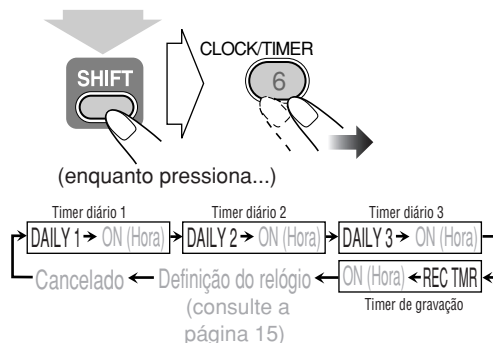 CLOCK/TIMER
SHIFT
6
(enquanto pressiona...)
Timer diário 1 Timer diário 2 Timer diário 3
DAILY 1 → ON (Hora) → DAILY 2 → ON (Hora) → DAILY 3 → ON (Hora)
Cancelado ← Definição do relógio ← ON (Hora) ← REC TMR
(consulte a Timer de gravação
página 15)